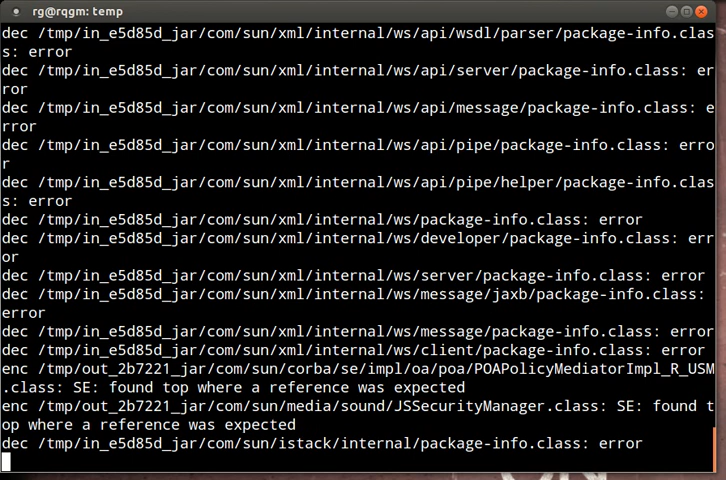 rg@rqgm: temp
dec /tmp/in_e5d85d_jar/com/sun/xml/internal/ws/api/wsdl/parser/package-info.clas
s: error
dec /tmp/in_e5d85d_jar/com/sun/xml/internal/ws/api/server/package-info.class: er
ror
dec /tmp/in_e5d85d_jar/com/sun/xml/internal/ws/api/message/package-info.class: e
rror
dec /tmp/in_e5d85d_jar/com/sun/xml/internal/ws/api/pipe/package-info.class: erro
r
dec /tmp/in_e5d85d_jar/com/sun/xml/internal/ws/api/pipe/helper/package-info.clas
s: error
dec /tmp/in_e5d85d_jar/com/sun/xml/internal/ws/package-info.class: error
dec /tmp/in_e5d85d_jar/com/sun/xml/internal/ws/developer/package-info.class: err
or
dec /tmp/in_e5d85d_jar/com/sun/xml/internal/ws/server/package-info.class: error
dec /tmp/in_e5d85d_jar/com/sun/xml/internal/ws/message/jaxb/package-info.class:
error
dec /tmp/in_e5d85d_jar/com/sun/xml/internal/ws/message/package-info.class: error
dec /tmp/in_e5d85d_jar/com/sun/xml/internal/ws/client/package-info.class: error
enc /tmp/out_2b7221_jar/com/sun/corba/se/impl/oa/poa/POAPolicyMediatorImpl_R_USM
.class: SE: found top where a reference was expected
enc /tmp/out_2b7221_jar/com/sun/media/sound/JSSecurityManager.class: SE: found t
op where a reference was expected
dec /tmp/in_e5d85d_jar/com/sun/istack/internal/package-info.class: error